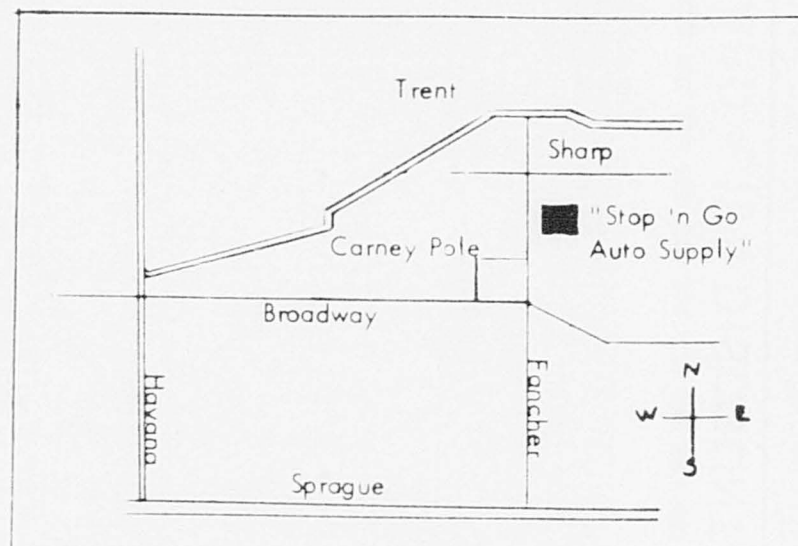 Trent
Sharp
"Stop 'n Go
Auto Supply"
Carney Pole
Broadway
Havana
Fancher
N
W E
S
Sprague